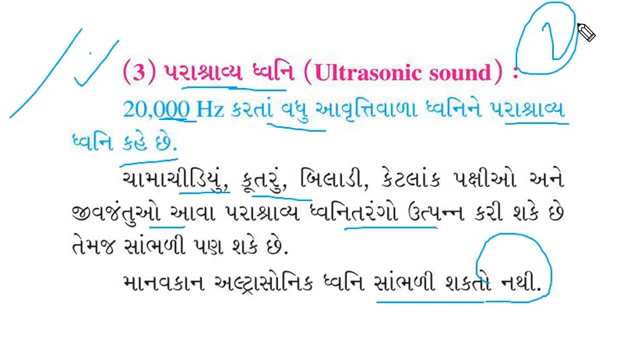 (3) પરાશ્રાવ્ય ધ્વનિ (Ultrasonic sound) :
20,000 Hz કરતાં વધુ આવૃત્તિવાળા ધ્વનિને પરાશ્રાવ્ય
ધ્વનિ કહે છે.
ચામાચીડિયું, કૂતરું, બિલાડી, કેટલાંક પક્ષીઓ અને
જીવજંતુઓ આવા પરાશ્રાવ્ય ધ્વનિતરંગો ઉત્પન્ન કરી શકે છે
તેમજ સાંભળી પણ શકે છે.
માનવકાન અલ્ટ્રાસોનિક ધ્વનિ સાંભળી શકતો નથી.